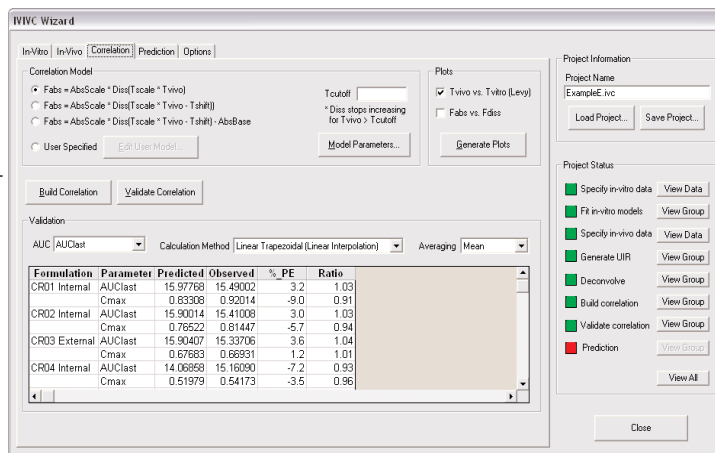 IVIVC Wizard
In-Vitro In-Vivo Correlation Prediction Options
Correlation Model
Fabs = AbsScale * Diss(Tscale * Tvivo)
Fabs = AbsScale * Diss(Tscale * Tvivo - Tshift))
Fabs = AbsScale * Diss(Tscale * Tvivo - Tshift) - AbsBase
User Specified
Edit User Model...
Tcutoff
* Diss stops increasing
for Tvivo > Tcutoff
Model Parameters...
Plots
Tvivo vs. Tvitro (Levy)
Fabs vs. Fdiss
Generate Plots
Build Correlation
Validate Correlation
Validation
AUC AUClast
Calculation Method Linear Trapezoidal (Linear Interpolation)
Averaging Mean
Formulation Parameter Predicted Observed %_PE Ratio
CR01 Internal AUClast 15.97768 15.49002 3.2 1.03
Cmax 0.83308 0.92014 -9.0 0.91
CR02 Internal AUClast 15.90014 15.41008 3.0 1.03
Cmax 0.76522 0.81447 -5.7 0.94
CR03 External AUClast 15.90407 15.33706 3.6 1.04
Cmax 0.67683 0.66931 1.2 1.01
CR04 Internal AUClast 14.06858 15.16090 -7.2 0.93
Cmax 0.51979 0.54173 -3.5 0.96
Project Information
Project Name
ExampleE.ivc
Load Project...
Save Project...
Project Status
Specify in-vitro data View Data
Fit in-vitro models View Group
Specify in-vivo data View Data
Generate UIR View Group
Deconvolve View Group
Build correlation View Group
Validate correlation View Group
Prediction View Group
View All
Close